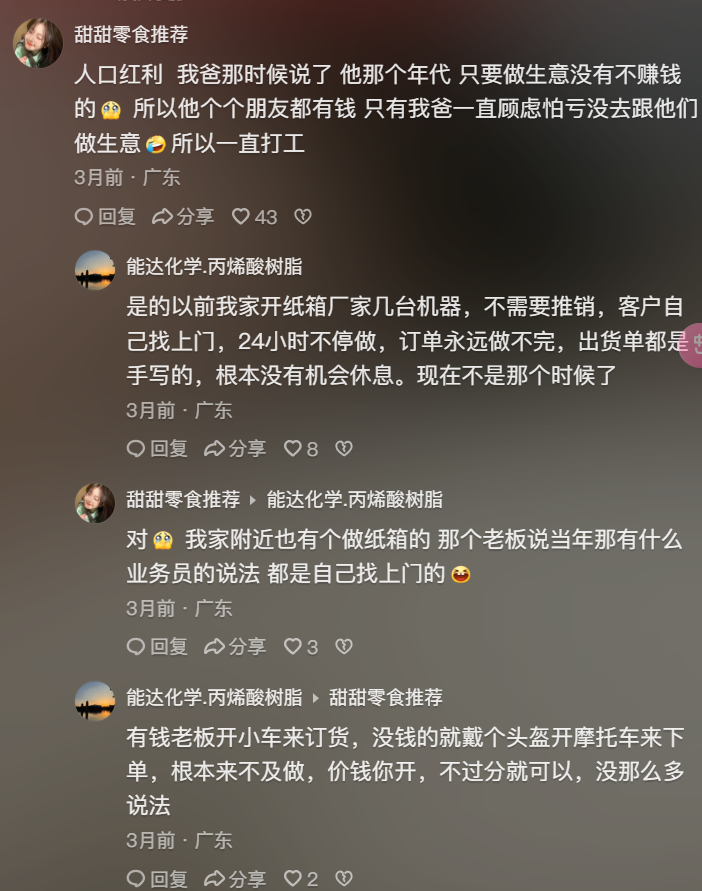 甜甜零食推荐
人口红利 我爸那时候说了 他那个年代 只要做生意没有不赚钱
的🥹 所以他个个朋友都有钱 只有我爸一直顾虑怕亏没去跟他们
做生意🤣所以一直打工
3月前 · 广东
回复 分享 43
能达化学.丙烯酸树脂
是的以前我家开纸箱厂家几台机器，不需要推销，客户自
己找上门，24小时不停做，订单永远做不完，出货单都是
手写的，根本没有机会休息。现在不是那个时候了
3月前 · 广东
回复 分享 8
甜甜零食推荐 ▸ 能达化学.丙烯酸树脂
对🥹 我家附近也有个做纸箱的 那个老板说当年那有什么
业务员的说法 都是自己找上门的😆
3月前 · 广东
回复 分享 3
能达化学.丙烯酸树脂 ▸ 甜甜零食推荐
有钱老板开小车来订货，没钱的就戴个头盔开摩托车来下
单，根本来不及做，价钱你开，不过分就可以，没那么多
说法
3月前 · 广东
回复 分享 2